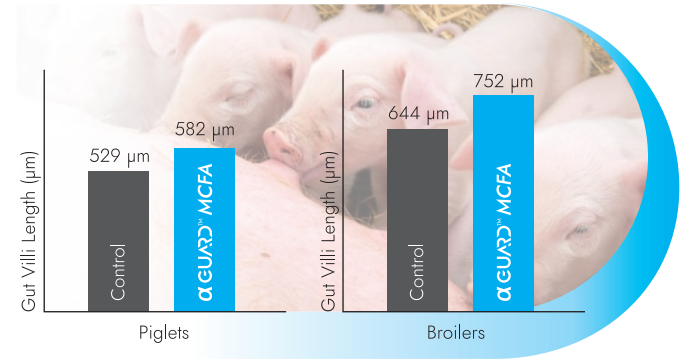 Gut Villi Length (µm)
529 µm
Control
582 µm
α GUARD™ MCFA
Piglets
Gut Villi Length (µm)
644 µm
Control
752 µm
α GUARD™ MCFA
Broilers